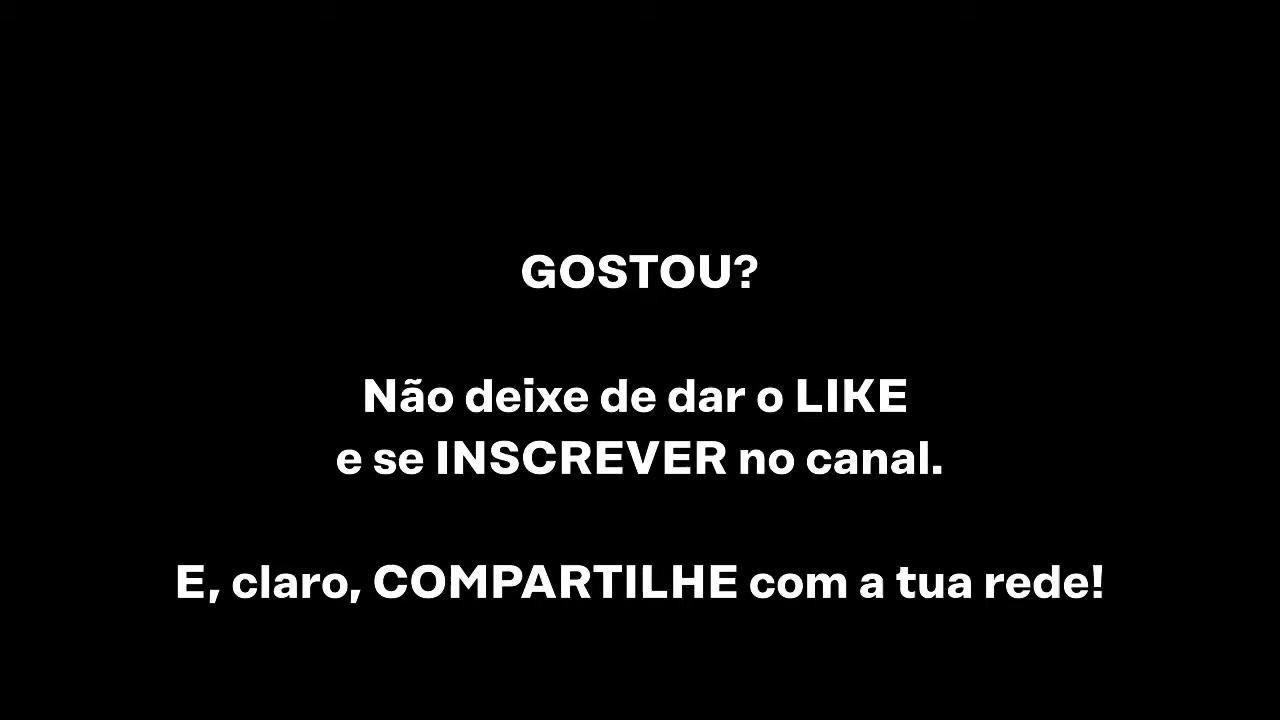 GOSTOU?
Não deixe de dar o LIKE
e se INSCREVER no canal.
E, claro, COMPARTILHE com a tua rede!